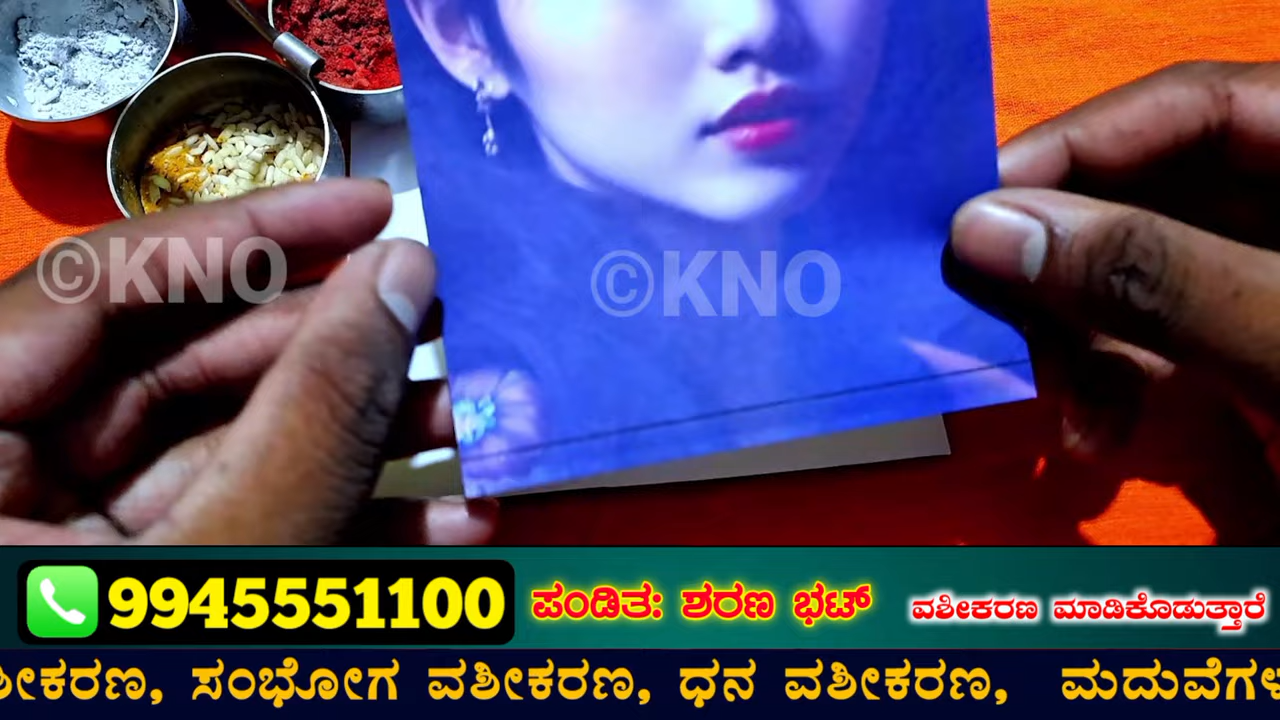 ©KNO ©KNO
9945551100 ಪಂಡಿತ: ಶರಣ ಭಟ್ ವಶೀಕರಣ ಮಾಡಿಕೊಡುತ್ತಾರೆ
ಶೀಕರಣ, ಸಂಭೋಗ ವಶೀಕರಣ, ಧನ ವಶೀಕರಣ, ಮದುವೆಗಳ